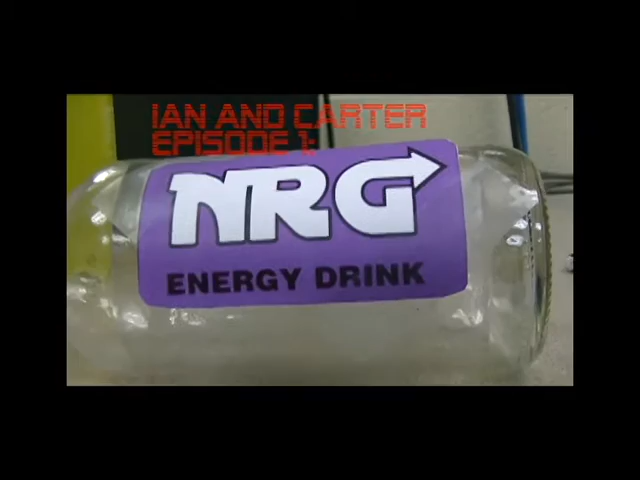 IAN AND CARTER
EPISODE 1:
NRG
ENERGY DRINK